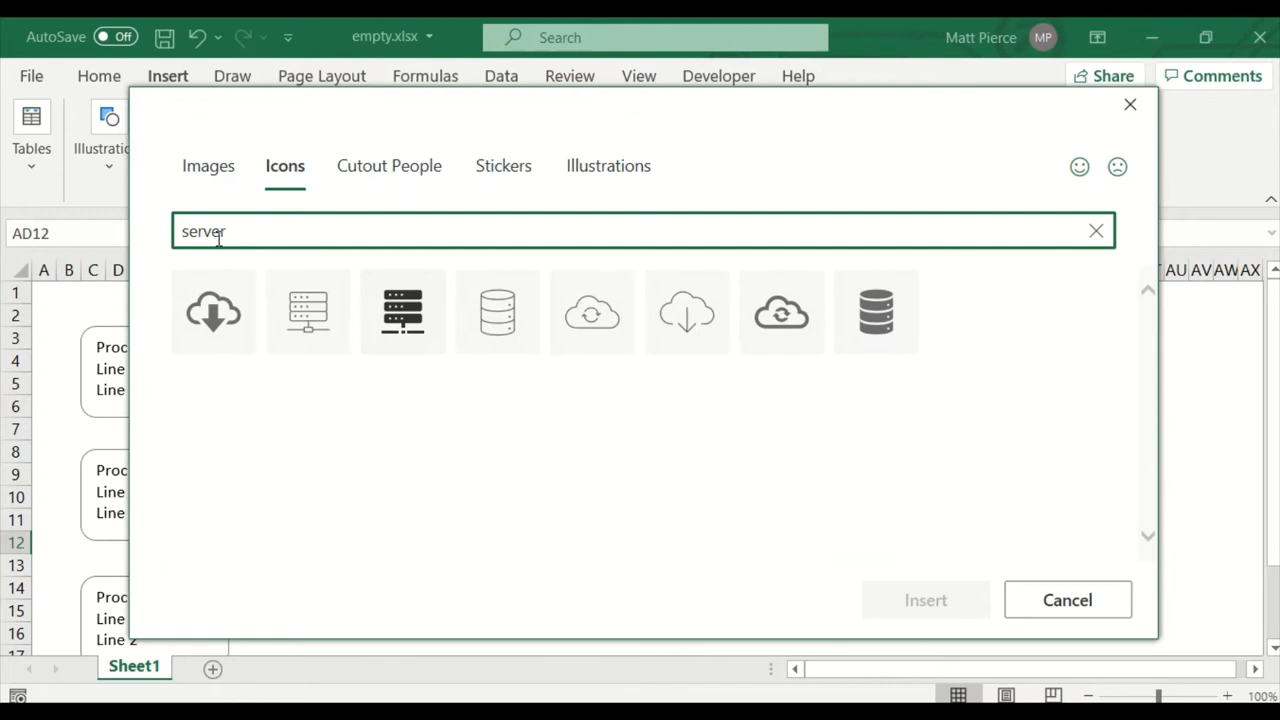 AutoSave Off empty.xlsx Search Matt Pierce MP
File Home Insert Draw Page Layout Formulas Data Review View Developer Help Share Comments
Tables Illustratio
Images Icons Cutout People Stickers Illustrations
server
AD12
A B C D AU AV AW AX
1
2
3 Proc
4 Line
5 Line
6
7
8
9 Proc
10 Line
11 Line
12
13
14 Proc
15 Line
16 Line 2
17
Insert Cancel
Sheet1
100%